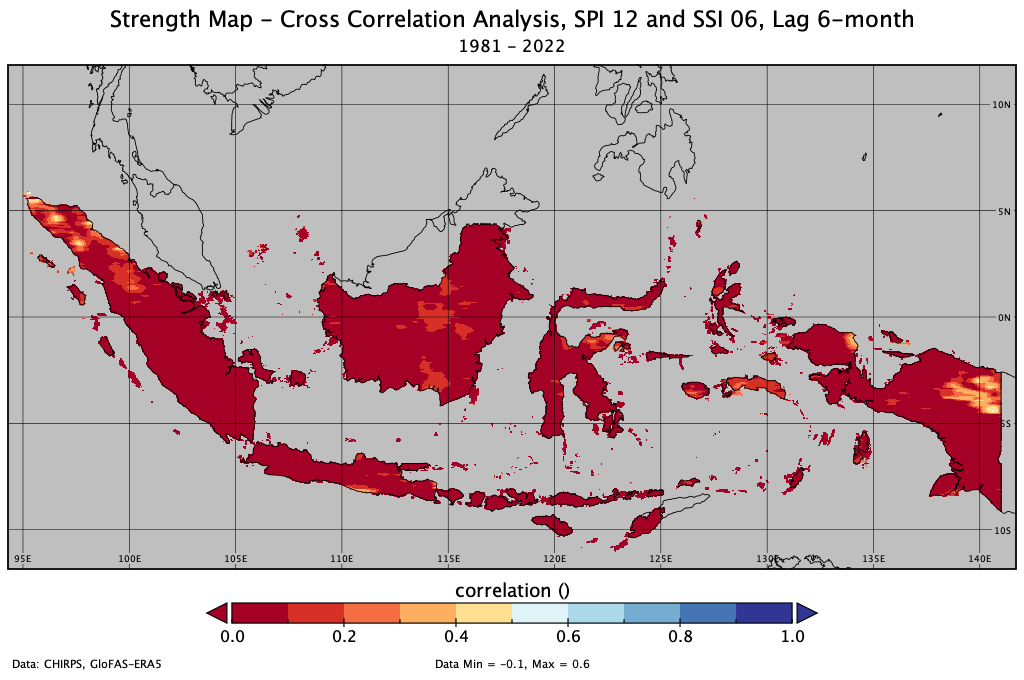 Strength Map – Cross Correlation Analysis, SPI 12 and SSI 06, Lag 6-month
1981 – 2022
10N
5N
0N
5S
10S
95E 100E 105E 110E 115E 120E 125E 130E 135E 140E
correlation ()
0.0 0.2 0.4 0.6 0.8 1.0
Data: CHIRPS, GloFAS-ERA5 Data Min = -0.1, Max = 0.6